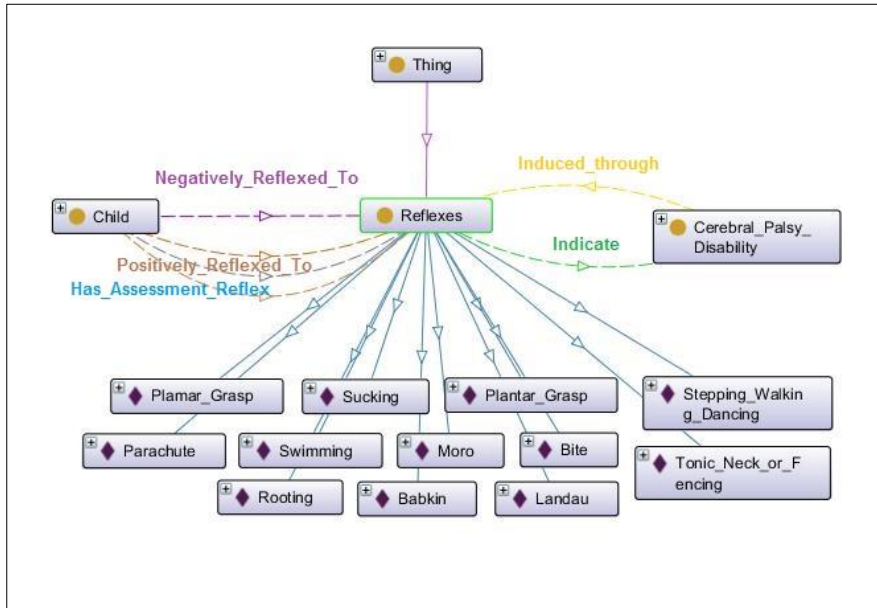 Thing
Induced_through
Negatively_Reflexed_To
Child
Reflexes
Cerebral_Palsy_
Disability
Indicate
Positively_Reflexed_To
Has_Assessment_Reflex
Plamar_Grasp
Sucking
Plantar_Grasp
Stepping_Walkin
g_Dancing
Parachute
Swimming
Moro
Bite
Tonic_Neck_or_F
encing
Rooting
Babkin
Landau